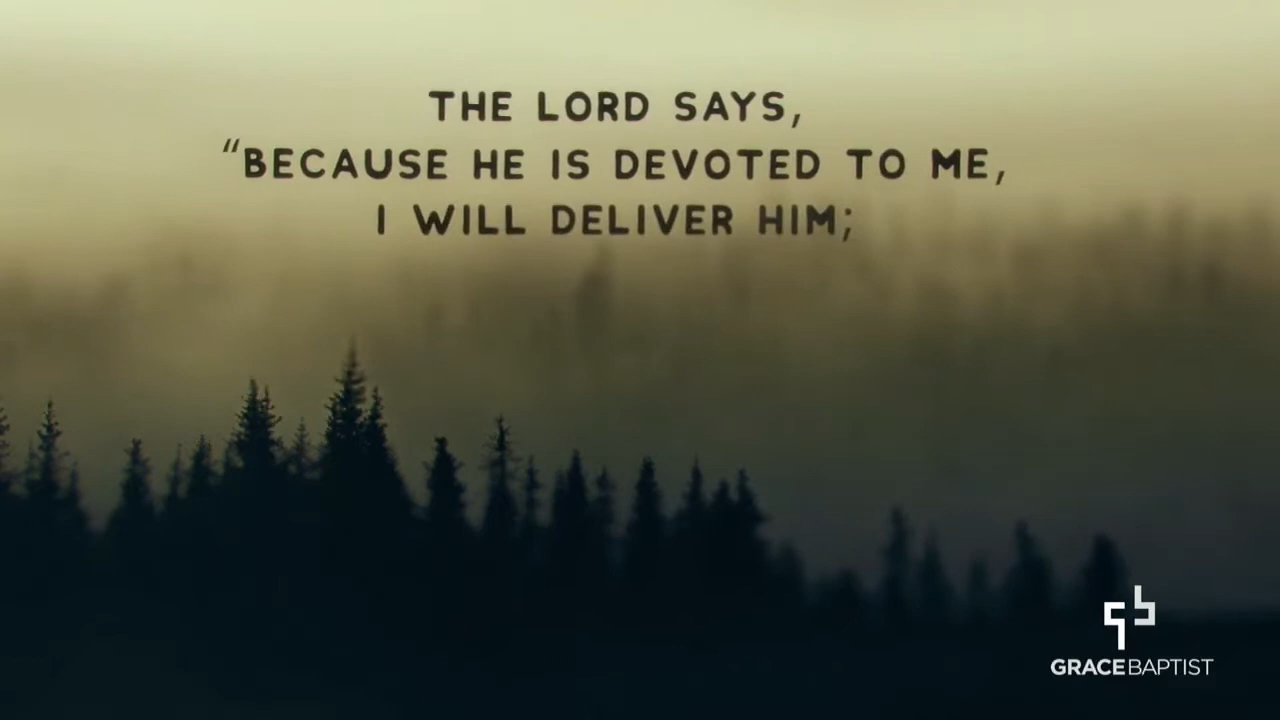 THE LORD SAYS,
“BECAUSE HE IS DEVOTED TO ME,
I WILL DELIVER HIM;
GRACEBAPTIST